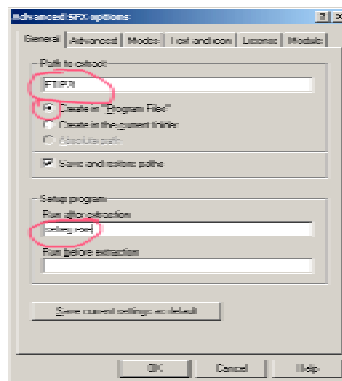 Advanced SFX options
General Advanced Modes Text and icon License Module
Path to extract
Create in "Program Files"
Create in the current folder
Absolute path
Save and restore paths
Setup program
Run after extraction
Run before extraction
Save current settings as default
OK Cancel Help